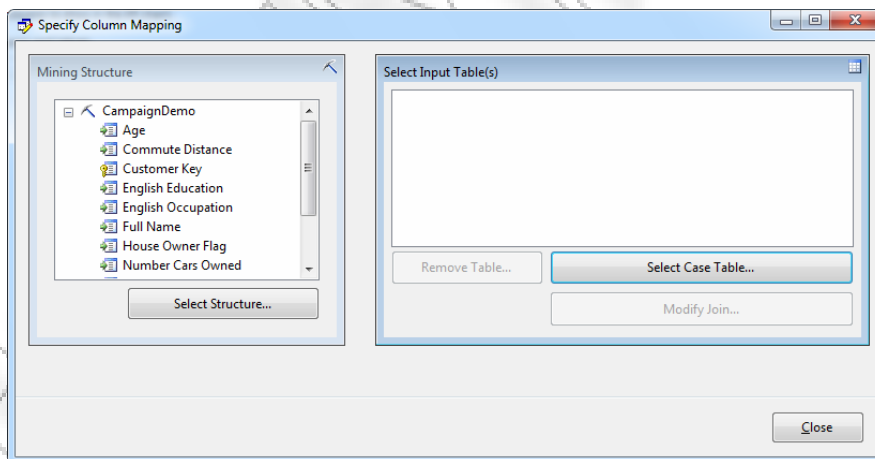 Specify Column Mapping
Mining Structure
CampaignDemo
Age
Commute Distance
Customer Key
English Education
English Occupation
Full Name
House Owner Flag
Number Cars Owned
Select Structure...
Select Input Table(s)
Remove Table...
Select Case Table...
Modify Join...
Close